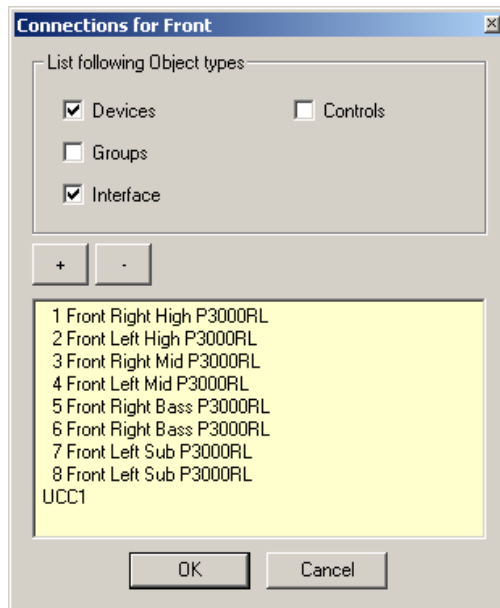 Connections for Front
List following Object types
Devices
Controls
Groups
Interface
+
-
1 Front Right High P3000RL
2 Front Left High P3000RL
3 Front Right Mid P3000RL
4 Front Left Mid P3000RL
5 Front Right Bass P3000RL
6 Front Right Bass P3000RL
7 Front Left Sub P3000RL
8 Front Left Sub P3000RL
UCC1
OK
Cancel